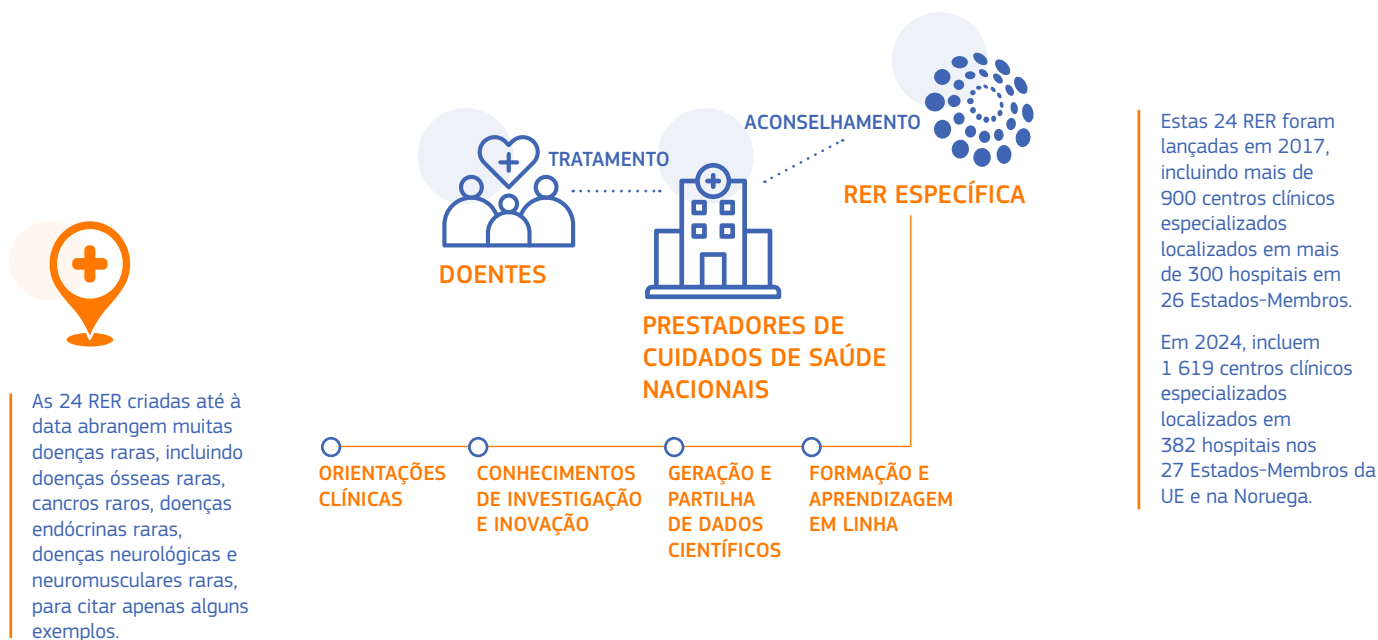 ACONSELHAMENTO
TRATAMENTO
RER ESPECÍFICA
DOENTES
PRESTADORES DE
CUIDADOS DE SAÚDE
NACIONAIS
As 24 RER criadas até à
data abrangem muitas
doenças raras, incluindo
doenças ósseas raras,
cancros raros, doenças
endócrinas raras,
doenças neurológicas e
neuromusculares raras,
para citar apenas alguns
exemplos.
ORIENTAÇÕES
CLÍNICAS
CONHECIMENTOS
DE INVESTIGAÇÃO
E INOVAÇÃO
GERAÇÃO E
PARTILHA
DE DADOS
CIENTÍFICOS
FORMAÇÃO E
APRENDIZAGEM
EM LINHA
Estas 24 RER foram
lançadas em 2017,
incluindo mais de
900 centros clínicos
especializados
localizados em mais
de 300 hospitais em
26 Estados-Membros.
Em 2024, incluem
1 619 centros clínicos
especializados
localizados em
382 hospitais nos
27 Estados-Membros da
UE e na Noruega.